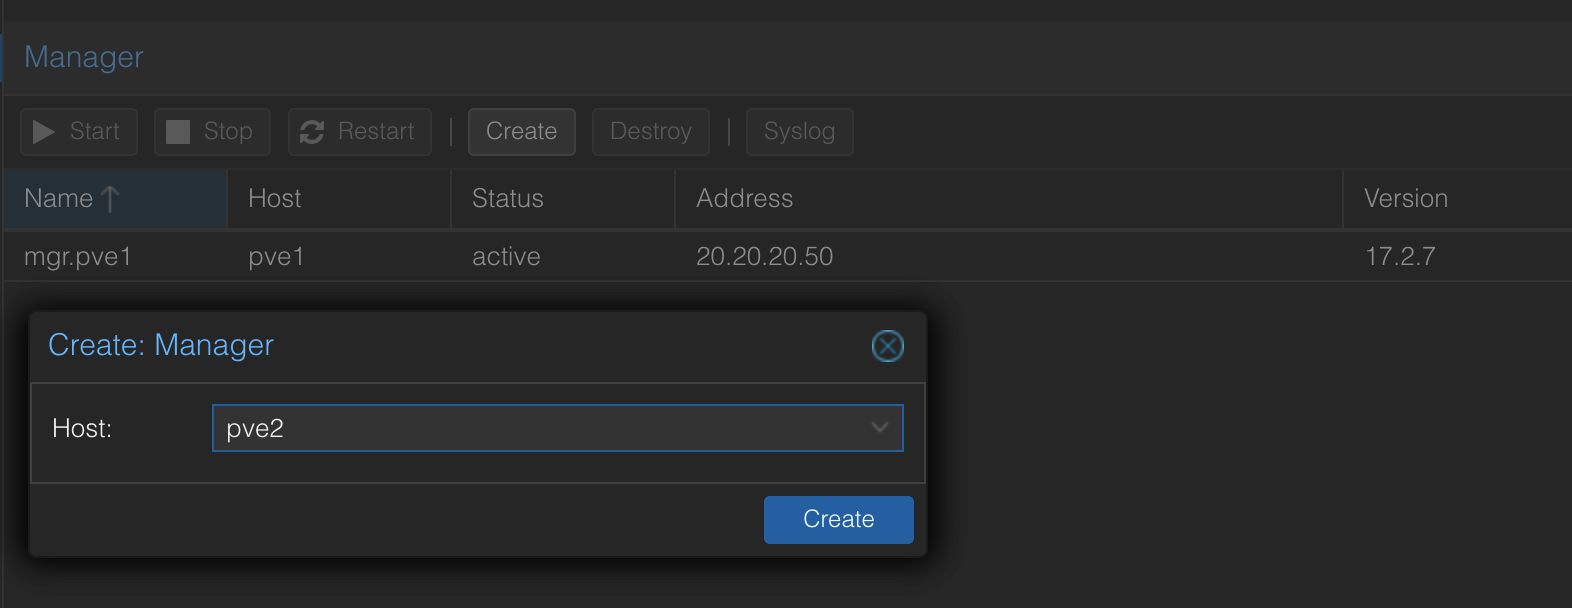 Manager
Start Stop Restart Create Destroy Syslog
Name Host Status Address Version
mgr.pve1 pve1 active 20.20.20.50 17.2.7
Create: Manager
Host: pve2
Create